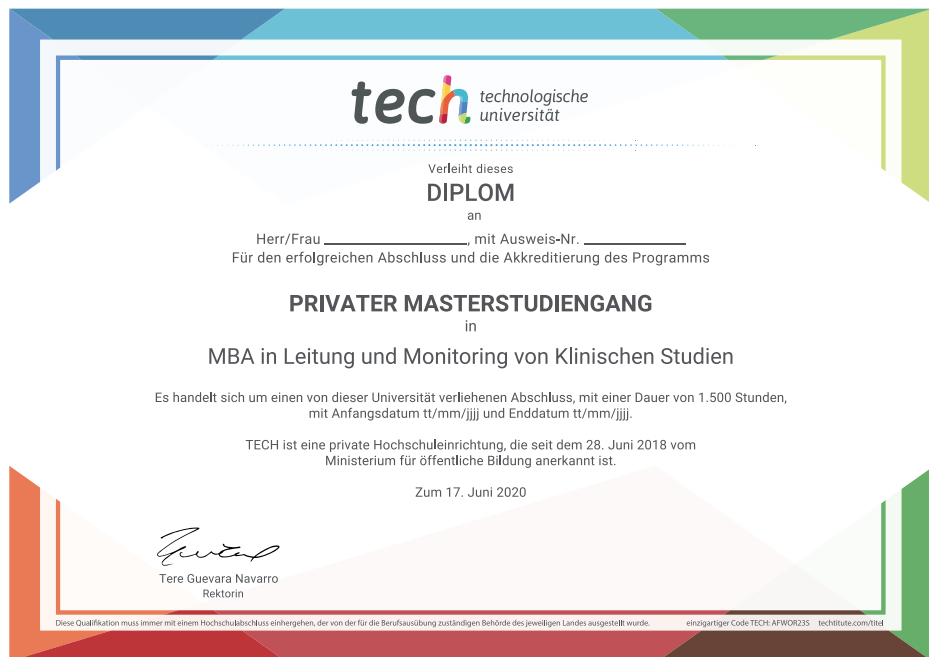 tech technologische
universität
Verleiht dieses
DIPLOM
an
Herr/Frau ____________________, mit Ausweis-Nr. ______________
Für den erfolgreichen Abschluss und die Akkreditierung des Programms
PRIVATER MASTERSTUDIENGANG
in
MBA in Leitung und Monitoring von Klinischen Studien
Es handelt sich um einen von dieser Universität verliehenen Abschluss, mit einer Dauer von 1.500 Stunden,
mit Anfangsdatum tt/mm/jjjj und Enddatum tt/mm/jjjj.
TECH ist eine private Hochschuleinrichtung, die seit dem 28. Juni 2018 vom
Ministerium für öffentliche Bildung anerkannt ist.
Zum 17. Juni 2020
Tere Guevara Navarro
Rektorin
Diese Qualifikation muss immer mit einem Hochschulabschluss einhergehen, der von der für die Berufsausübung zuständigen Behörde des jeweiligen Landes ausgestellt wurde. einzigartiger Code TECH: AFWOR23S techtitute.com/titel